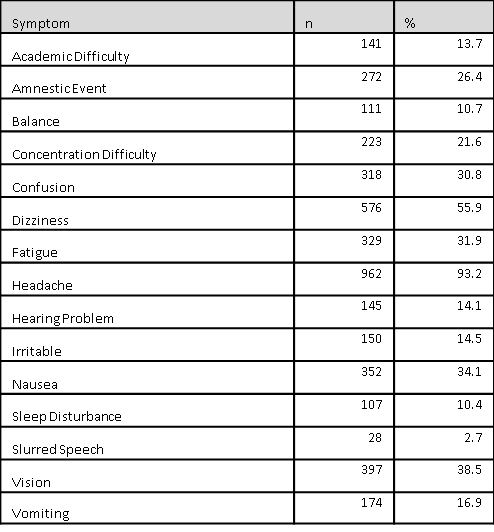 Symptom n %
Academic Difficulty 141 13.7
Amnestic Event 272 26.4
Balance 111 10.7
Concentration Difficulty 223 21.6
Confusion 318 30.8
Dizziness 576 55.9
Fatigue 329 31.9
Headache 962 93.2
Hearing Problem 145 14.1
Irritable 150 14.5
Nausea 352 34.1
Sleep Disturbance 107 10.4
Slurred Speech 28 2.7
Vision 397 38.5
Vomiting 174 16.9